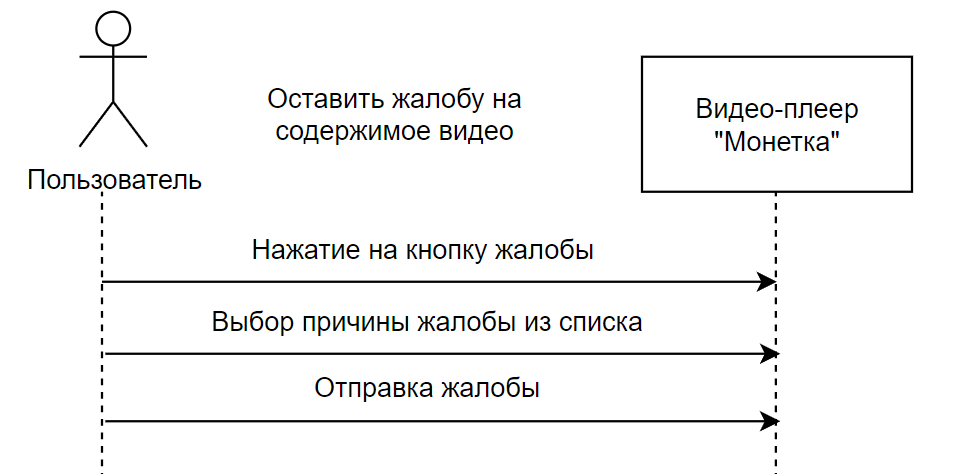 Оставить жалобу на
содержимое видео
Видео-плеер
"Монетка"
Пользователь
Нажатие на кнопку жалобы
Выбор причины жалобы из списка
Отправка жалобы